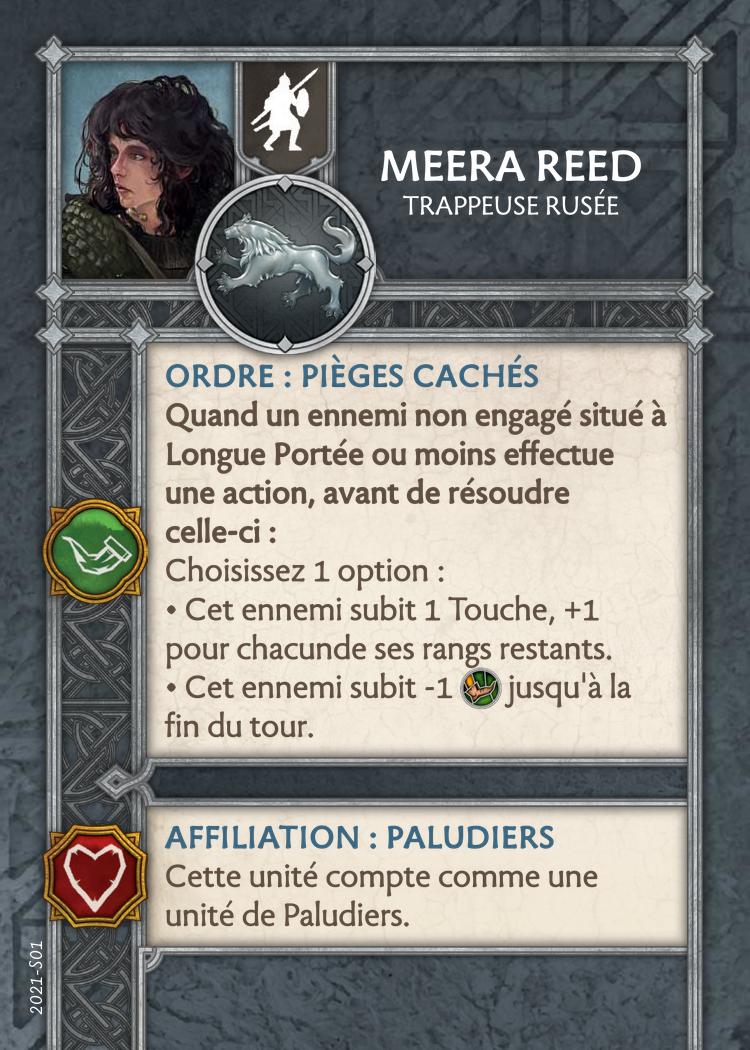 MEERA REED
TRAPPEUSE RUSÉE
ORDRE : PIÈGES CACHÉS
Quand un ennemi non engagé situé à
Longue Portée ou moins effectue
une action, avant de résoudre
celle-ci :
Choisissez 1 option :
• Cet ennemi subit 1 Touche, +1
pour chacunde ses rangs restants.
• Cet ennemi subit -1 jusqu'à la
fin du tour.
AFFILIATION : PALUDIERS
Cette unité compte comme une
unité de Paludiers.
2021-S01